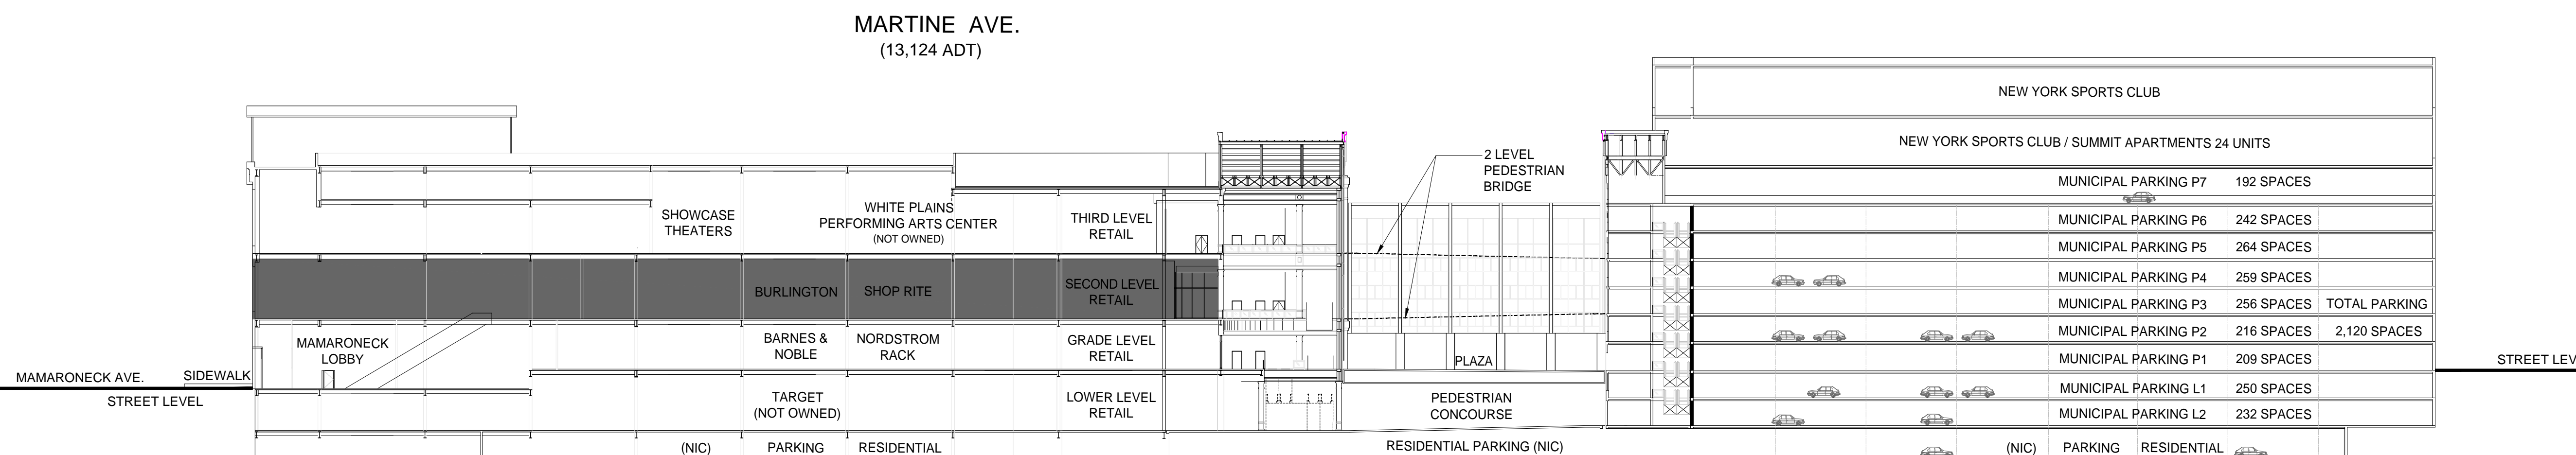 MARTINE AVE.
(13,124 ADT)
NEW YORK SPORTS CLUB
NEW YORK SPORTS CLUB / SUMMIT APARTMENTS 24 UNITS
2 LEVEL
PEDESTRIAN
BRIDGE
MUNICIPAL PARKING P7 192 SPACES
SHOWCASE
THEATERS
WHITE PLAINS
PERFORMING ARTS CENTER
(NOT OWNED)
THIRD LEVEL
RETAIL
MUNICIPAL PARKING P6 242 SPACES
MUNICIPAL PARKING P5 264 SPACES
MUNICIPAL PARKING P4 259 SPACES
BURLINGTON
SHOP RITE
SECOND LEVEL
RETAIL
MUNICIPAL PARKING P3 256 SPACES
TOTAL PARKING
2,120 SPACES
MUNICIPAL PARKING P2 216 SPACES
MAMARONECK
LOBBY
BARNES &
NOBLE
NORDSTROM
RACK
GRADE LEVEL
RETAIL
PLAZA
MUNICIPAL PARKING P1 209 SPACES
STREET LEV
MAMARONECK AVE.
SIDEWALK
STREET LEVEL
TARGET
(NOT OWNED)
LOWER LEVEL
RETAIL
PEDESTRIAN
CONCOURSE
MUNICIPAL PARKING L1 250 SPACES
MUNICIPAL PARKING L2 232 SPACES
(NIC) PARKING RESIDENTIAL
RESIDENTIAL PARKING (NIC)
(NIC) PARKING RESIDENTIAL